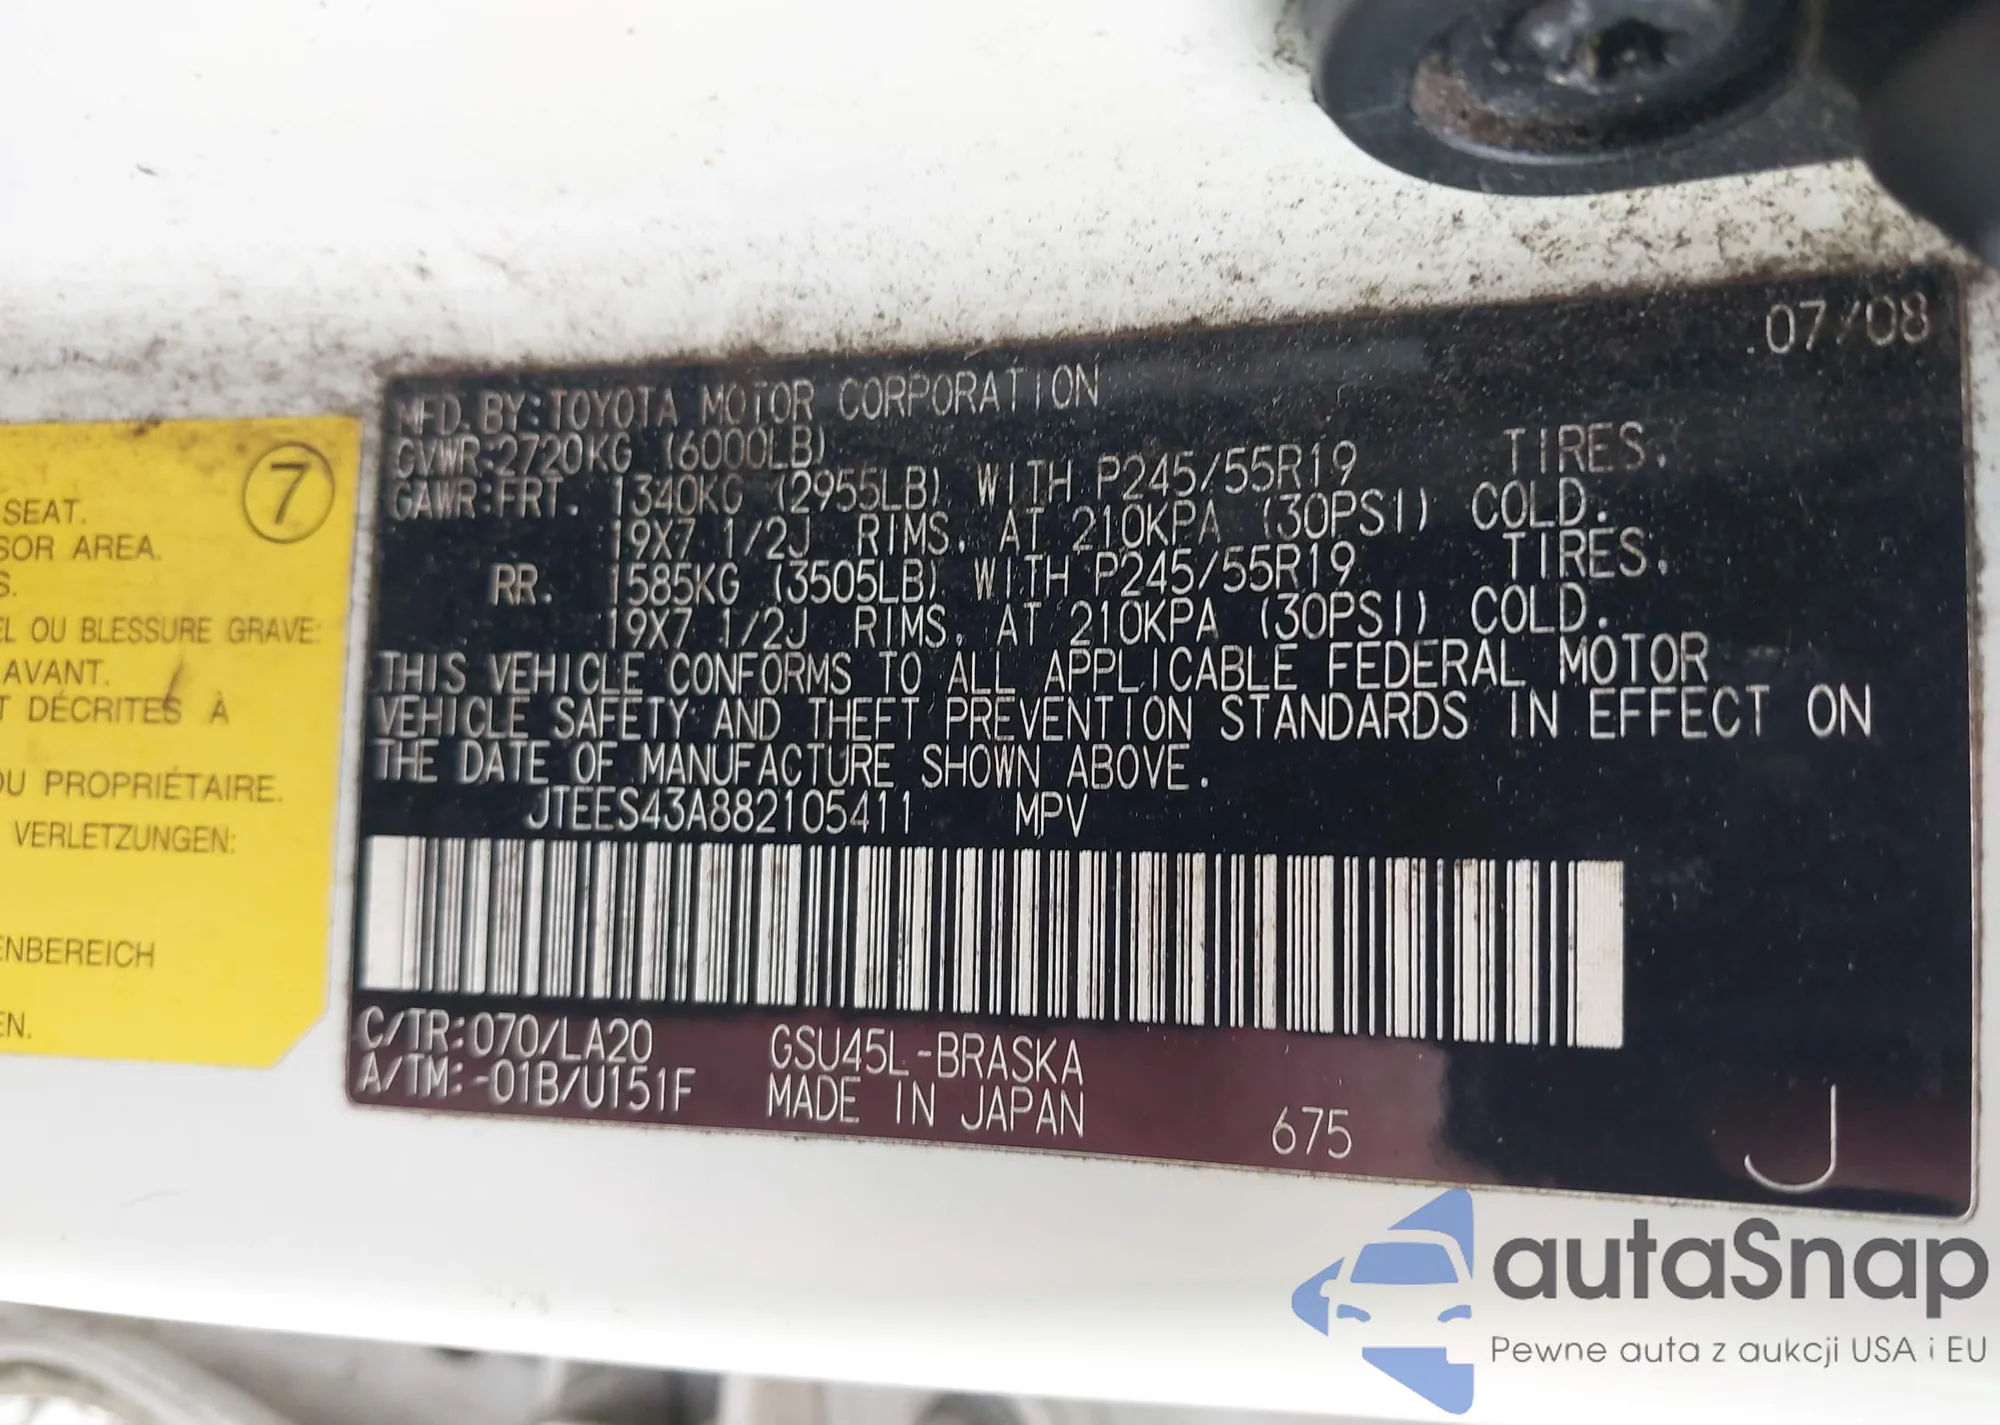 07/08
MFD.BY:TOYOTA MOTOR CORPORATION
GVWR:2720KG (6000LB)
GAWR:FRT. 1340KG (2955LB) WITH P245/55R19 TIRES,
19X7 1/2J RIMS, AT 210KPA (30PSI) COLD.
RR. 1585KG (3505LB) WITH P245/55R19 TIRES,
19X7 1/2J RIMS, AT 210KPA (30PSI) COLD.
THIS VEHICLE CONFORMS TO ALL APPLICABLE FEDERAL MOTOR
VEHICLE SAFETY AND THEFT PREVENTION STANDARDS IN EFFECT ON
THE DATE OF MANUFACTURE SHOWN ABOVE.
JTEES43A882105411 MPV
C/TR:070/LA20 GSU45L-BRASKA
A/TM:-01B/U151F MADE IN JAPAN
675
J
7
SEAT.
SOR AREA.
S.
EL OU BLESSURE GRAVE:
AVANT.
T DÉCRITES À
OU PROPRIÉTAIRE.
VERLETZUNGEN:
ENBEREICH
EN.
autaSnap
Pewne auta z aukcji USA i EU